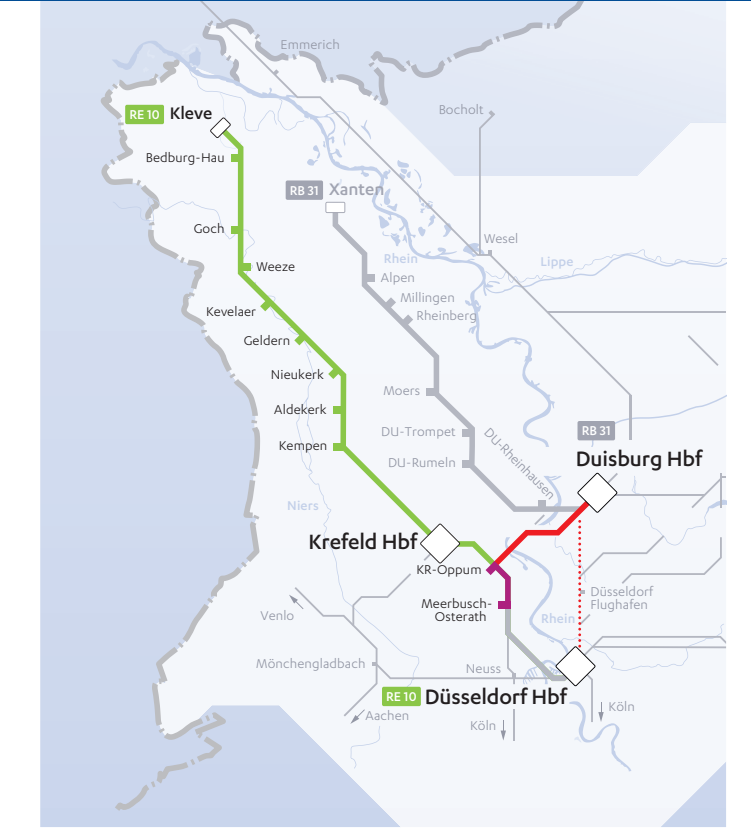 Emmerich
RE 10 Kleve
Bocholt
Bedburg-Hau
RB 31 Xanten
Goch
Wesel
Rhein
Lippe
Weeze
Alpen
Millingen
Kevelaer
Rheinberg
Geldern
Nieukerk
Moers
Aldekerk
DU-Trompet
RB 31
Kempen
DU-Rheinhausen
DU-Rumeln
Duisburg Hbf
Niers
Krefeld Hbf
KR-Oppum
Düsseldorf
Flughafen
Meerbusch-
Osterath
Rhein
Venlo
Mönchengladbach
Neuss
RE 10 Düsseldorf Hbf
Köln
Aachen
Köln